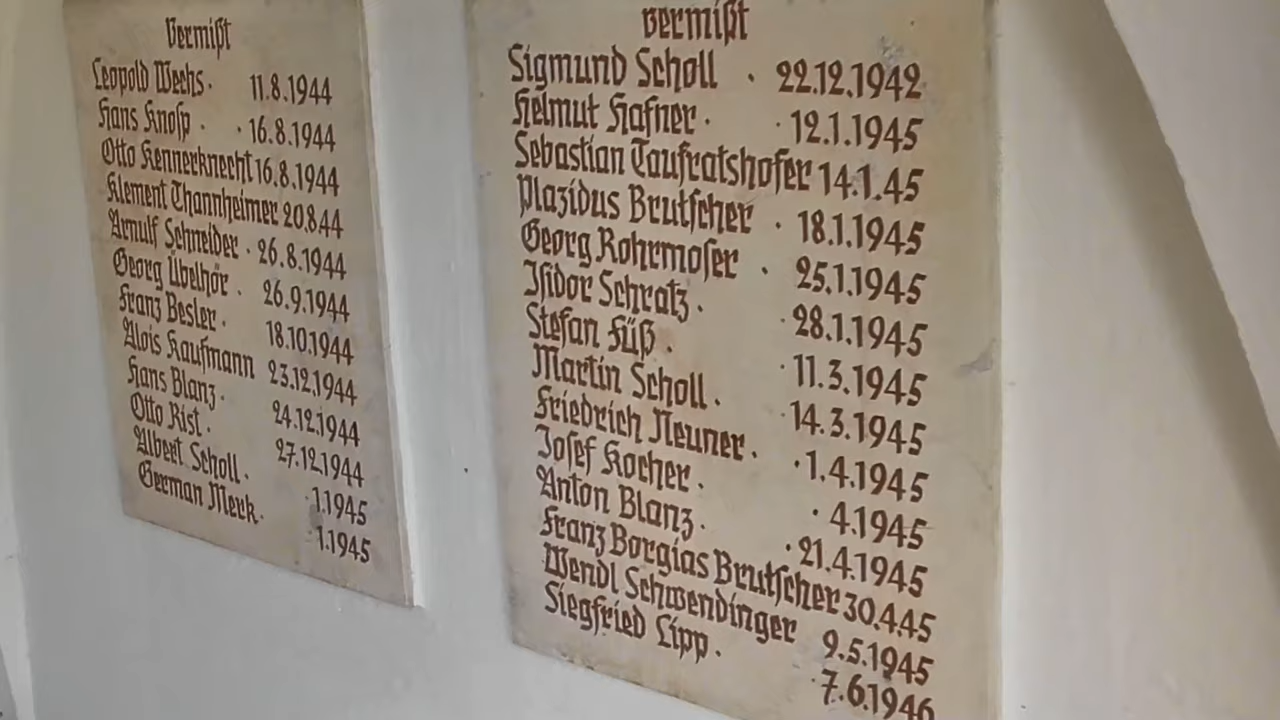 Vermißt
Leopold Wechs · 11.8.1944
Hans Knosp · · 16.8.1944
Otto Kennerknecht 16.8.1944
Klement Thannheimer 20.8.44
Arnulf Schneider · 26.8.1944
Georg Übelhör · 26.9.1944
Franz Besler · 18.10.1944
Alois Kaufmann 23.12.1944
Hans Blanz · 24.12.1944
Otto Rist · 27.12.1944
Albert Scholl · 1.1945
German Merk · 1.1945
vermißt
Sigmund Scholl · 22.12.1942
Helmut Hafner · · 12.1.1945
Sebastian Taufratshofer 14.1.45
Plazidus Brutscher · 18.1.1945
Georg Rohrmoser · 25.1.1945
Isidor Schratz · · 28.1.1945
Stefan Füß · · 11.3.1945
Martin Scholl · · 14.3.1945
Friedrich Neuner · · 1.4.1945
Josef Kocher · · 4.1945
Anton Blanz · · 21.4.1945
Franz Borgias Brutscher 30.4.45
Wendl Schwendinger 9.5.1945
Siegfried Lipp · · 7.6.1946